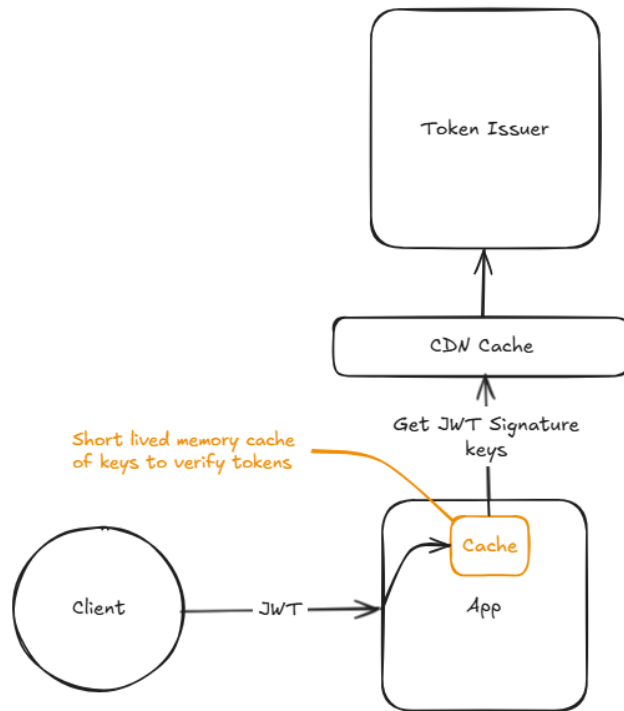 Token Issuer
CDN Cache
Get JWT Signature
keys
Short lived memory cache
of keys to verify tokens
Cache
Client
JWT
App